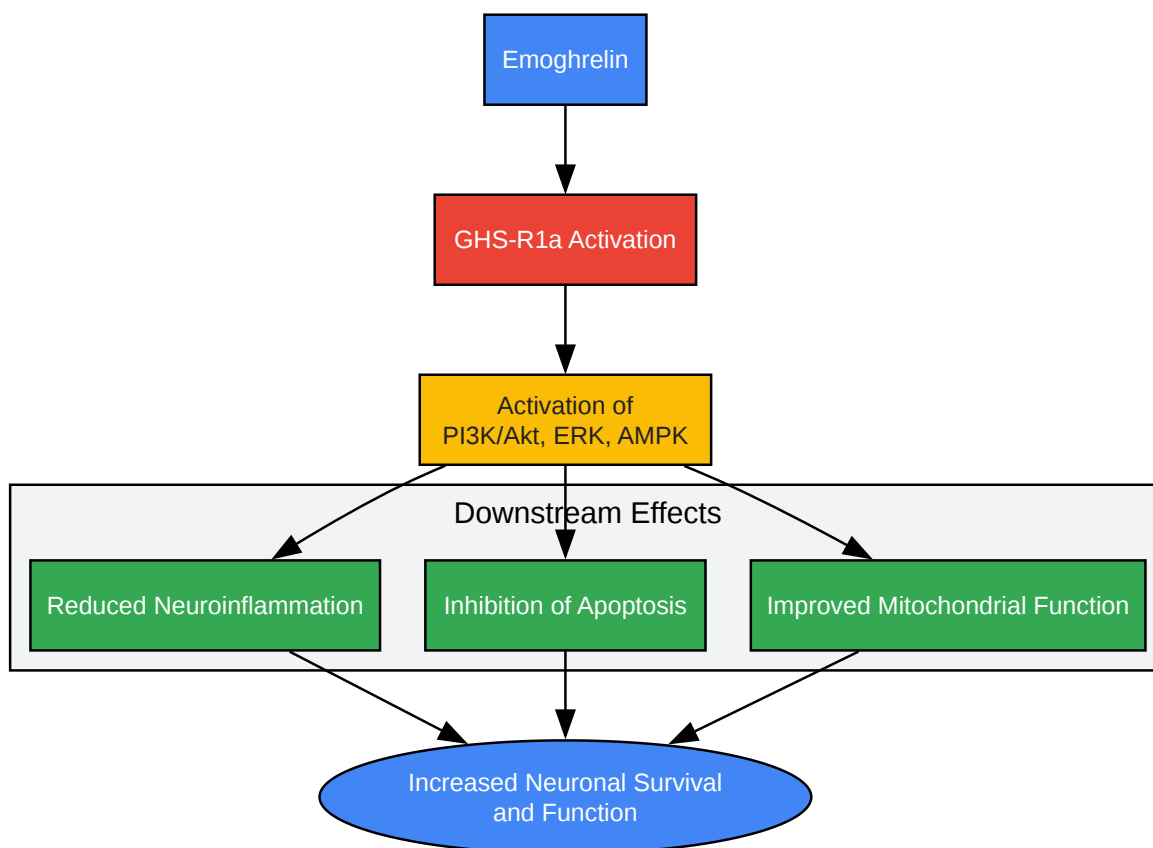 Emoghrelin
GHS-R1a Activation
Activation of
PI3K/Akt, ERK, AMPK
Downstream Effects
Reduced Neuroinflammation
Inhibition of Apoptosis
Improved Mitochondrial Function
Increased Neuronal Survival
and Function